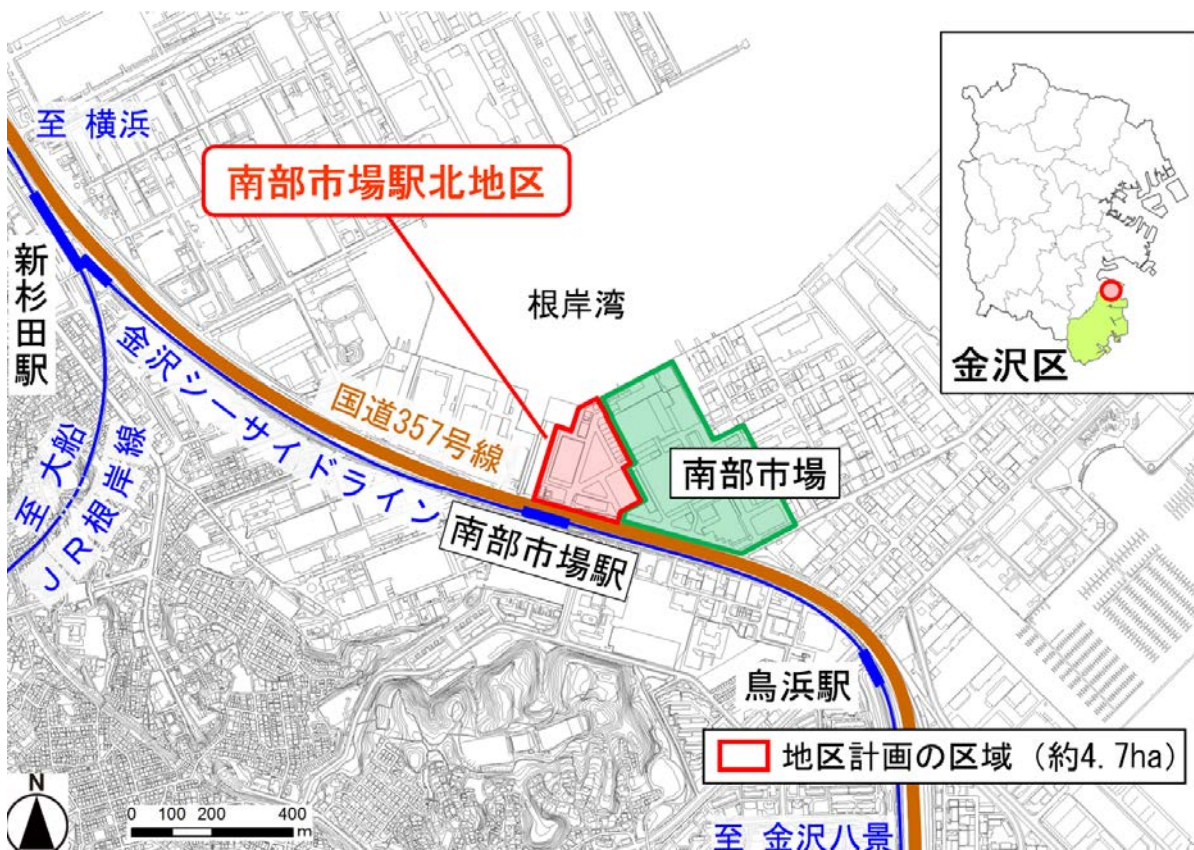 至 横浜
南部市場駅北地区
新杉田駅
根岸湾
金沢区
金沢シーサイドライン
国道357号線
至 大船
JR根岸線
南部市場
南部市場駅
鳥浜駅
地区計画の区域 (約4.7ha)
N
0 100 200 400
m
至 金沢八景